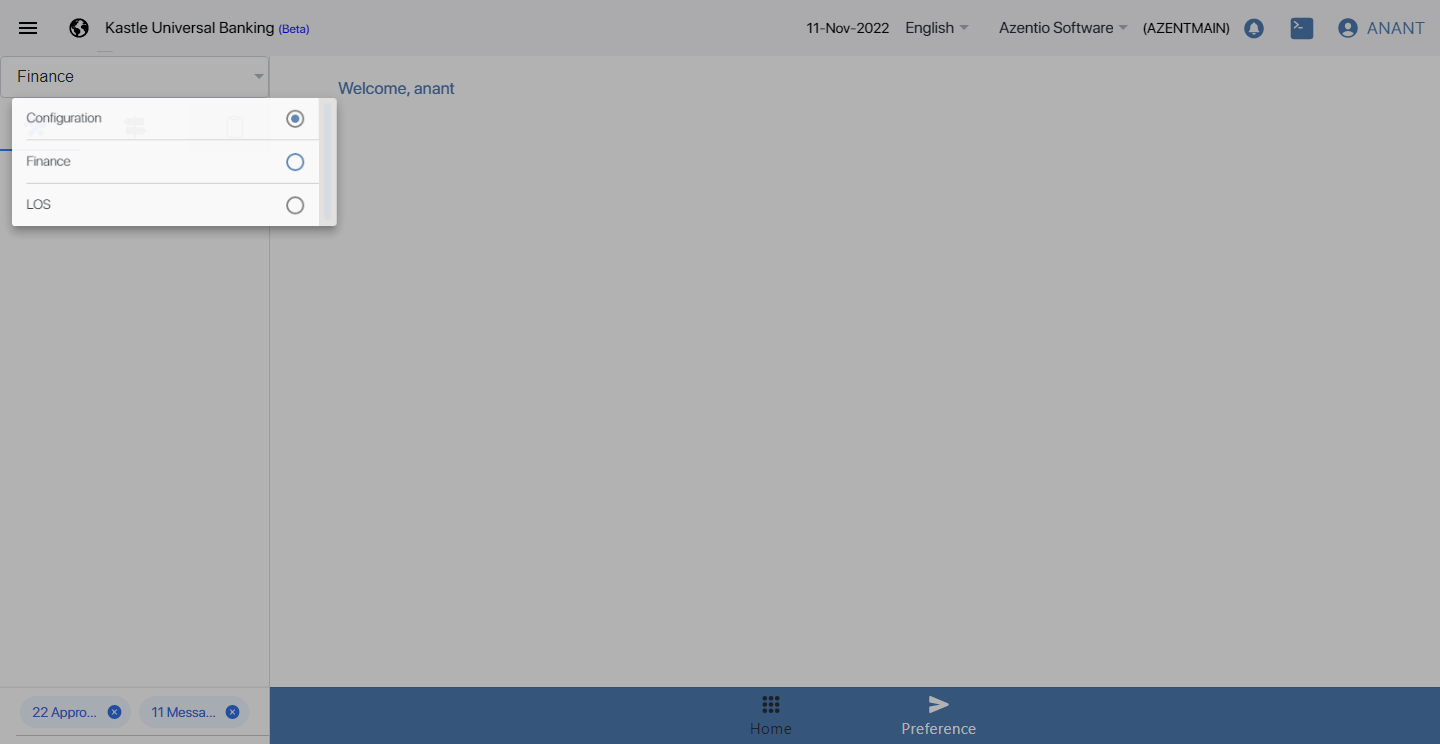 Kastle Universal Banking (Beta)
11-Nov-2022
English
Azentio Software
(AZENTMAIN)
ANANT
Finance
Welcome, anant
Configuration
Finance
LOS
22 Appro...
11 Messa...
Home
Preference